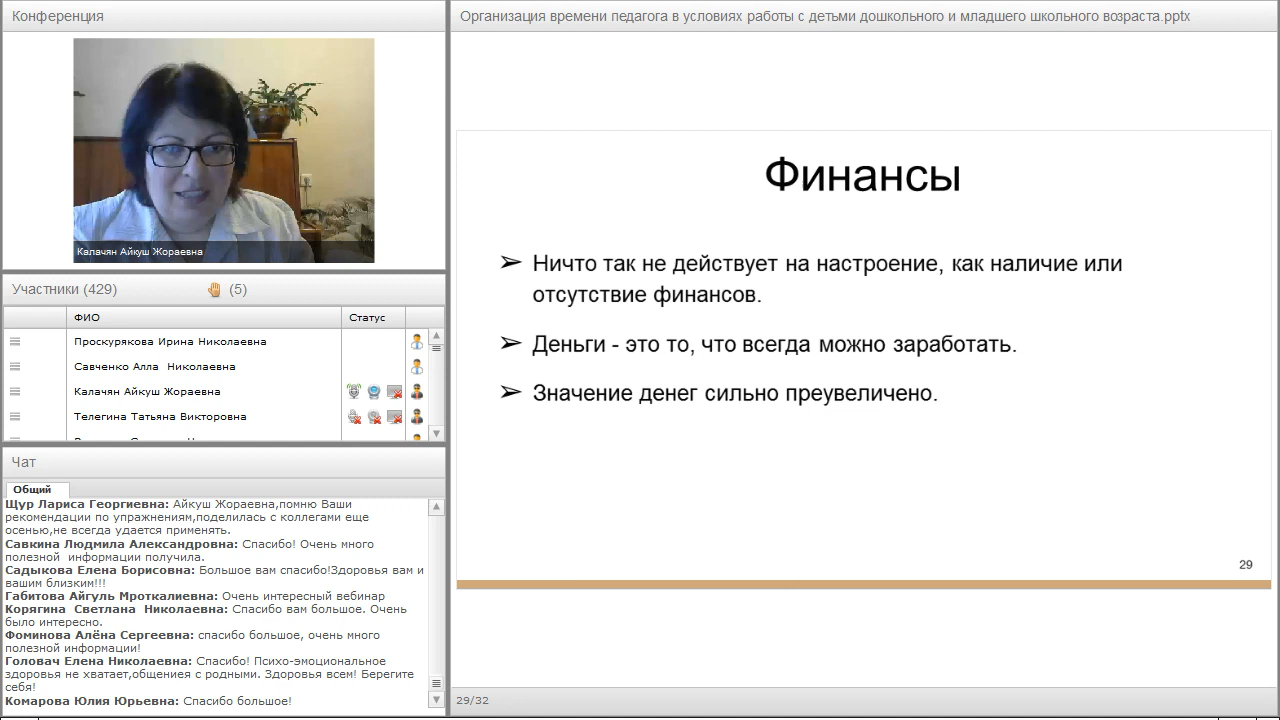 Конференция
Калачян Айкуш Жораевна
Участники (429) (5)
ФИО Статус
Проскурякова Ирина Николаевна
Савченко Алла  Николаевна
Калачян Айкуш Жораевна
Телегина Татьяна Викторовна
Чат
Общий
Щур Лариса Георгиевна: Айкуш Жораевна,помню Ваши
рекомендации по упражнениям,поделилась с коллегами еще
осенью,не всегда удается применять.
Савкина Людмила Александровна: Спасибо! Очень много
полезной  информации получила.
Садыкова Елена Борисовна: Большое вам спасибо!Здоровья вам и
вашим близким!!!
Габитова Айгуль Мроткалиевна: Очень интересный вебинар
Корягина  Светлана  Николаевна: Спасибо вам большое. Очень
было интересно.
Фоминова Алёна Сергеевна: спасибо большое, очень много
полезной информации!
Головач Елена Николаевна: Спасибо! Психо-эмоциональное
здоровья не хватает,общениея с родными. Здоровья всем! Берегите
себя!
Комарова Юлия Юрьевна: Спасибо большое!
Организация времени педагога в условиях работы с детьми дошкольного и младшего школьного возраста.pptx
Финансы
➢ Ничто так не действует на настроение, как наличие или
отсутствие финансов.
➢ Деньги - это то, что всегда можно заработать.
➢ Значение денег сильно преувеличено.
29
29/32